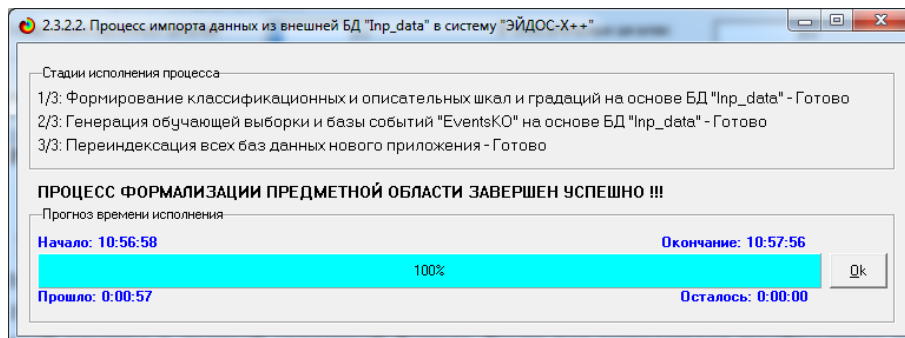 2.3.2.2. Процесс импорта данных из внешней БД "Inp_data" в систему "ЭЙДОС-X++"
Стадии исполнения процесса
1/3: Формирование классификационных и описательных шкал и градаций на основе БД "Inp_data" - Готово
2/3: Генерация обучающей выборки и базы событий "EventsKO" на основе БД "Inp_data" - Готово
3/3: Переиндексация всех баз данных нового приложения - Готово
ПРОЦЕСС ФОРМАЛИЗАЦИИ ПРЕДМЕТНОЙ ОБЛАСТИ ЗАВЕРШЕН УСПЕШНО !!!
Прогноз времени исполнения
Начало: 10:56:58 Окончание: 10:57:56
100% Ok
Прошло: 0:00:57 Осталось: 0:00:00